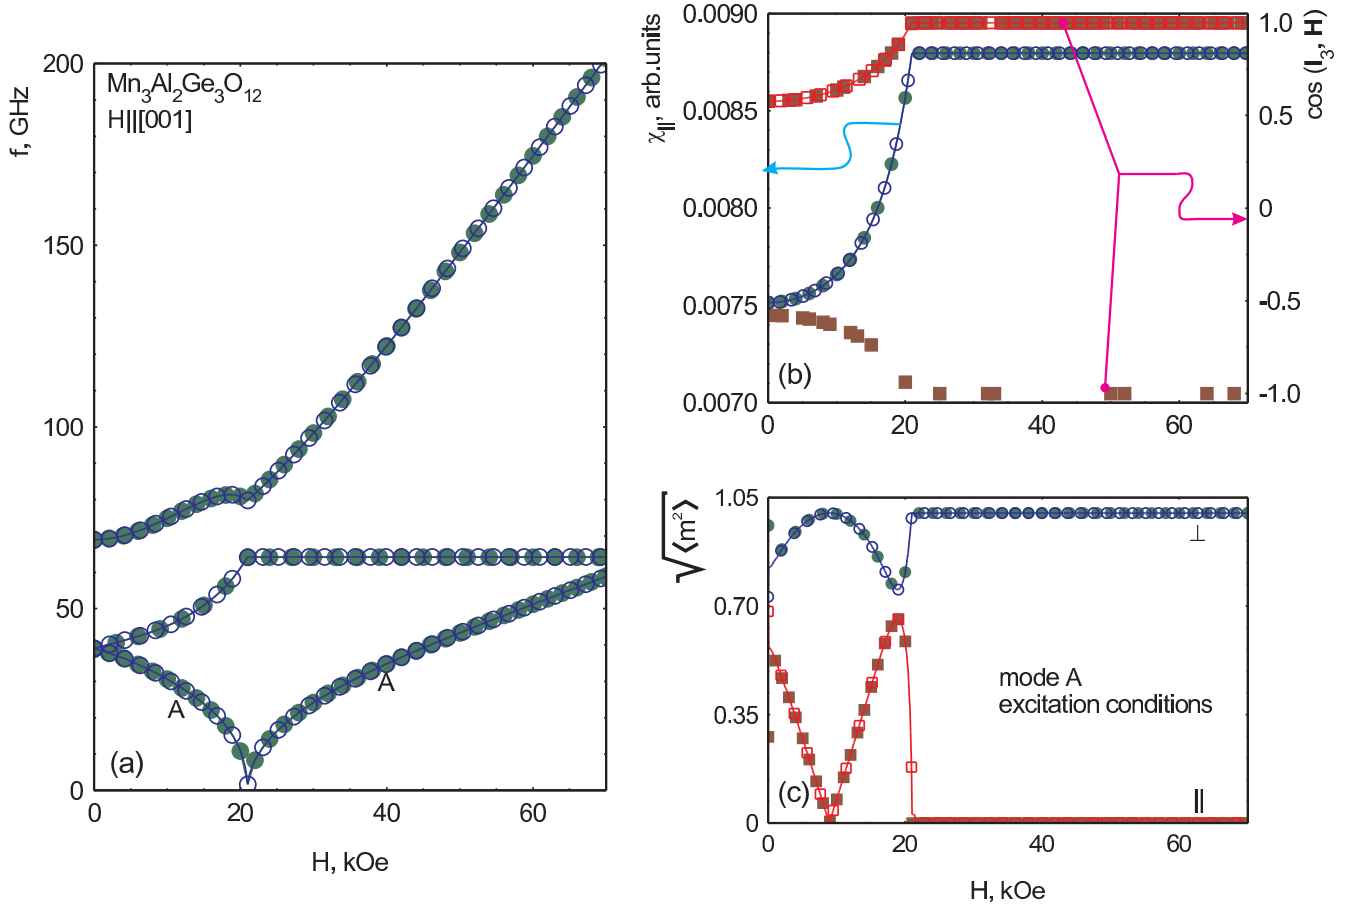 f, GHz
200
150
100
50
0
Mn₃Al₂Ge₃O₁₂
H||[001]
A
A
(a)
0
20
40
60
H, kOe
χ||, arb.units
0.0090
0.0085
0.0080
0.0075
0.0070
1.0
0.5
0
-0.5
-1.0
cos (l₃, H)
(b)
0
20
40
60
√⟨m²⟩
1.05
0.70
0.35
0
⊥
mode A
excitation conditions
(c)
||
0
20
40
60
H, kOe